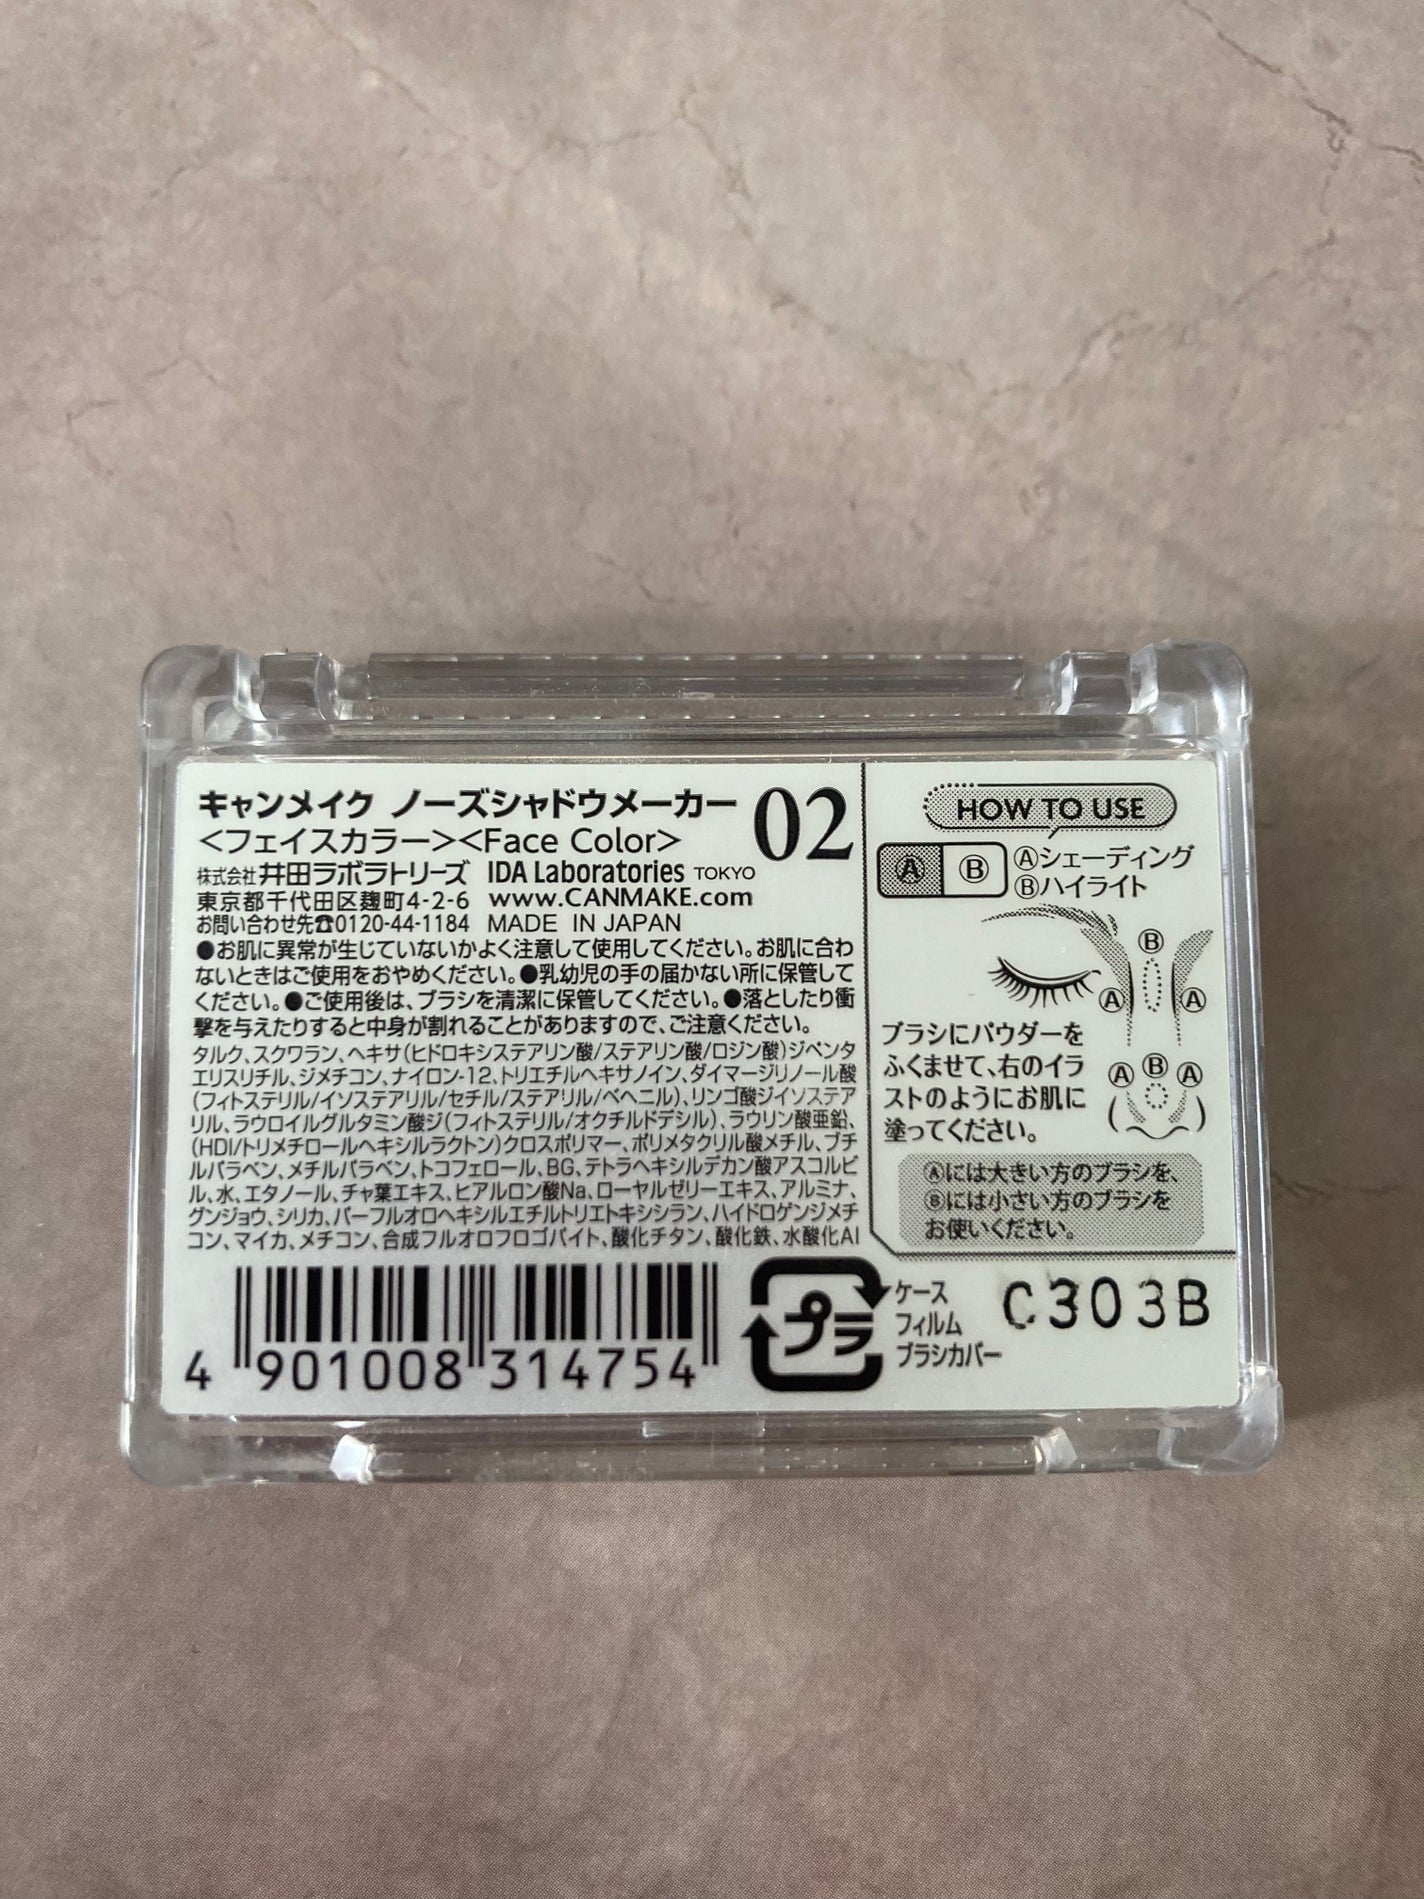 キャンメイク ノーズシャドウメーカー 02
<フェイスカラー><Face Color>
株式会社井田ラボラトリーズ IDA Laboratories TOKYO
東京都千代田区麹町4-2-6 www.CANMAKE.com
お問い合わせ先☎0120-44-1184 MADE IN JAPAN
●お肌に異常が生じていないかよく注意して使用してください。お肌に合わ
ないときはご使用をおやめください。●乳幼児の手の届かない所に保管して
ください。●ご使用後は、ブラシを清潔に保管してください。●落としたり衝
撃を与えたりすると中身が割れることがありますので、ご注意ください。
タルク、スクワラン、ヘキサ(ヒドロキシステアリン酸/ステアリン酸/ロジン酸)ジペンタ
エリスリチル、ジメチコン、ナイロン-12、トリエチルヘキサノイン、ダイマージリノール酸
(フィトステリル/イソステアリル/セチル/ステアリル/ベヘニル)、リンゴ酸ジイソステア
リル、ラウロイルグルタミン酸ジ(フィトステリル/オクチルドデシル)、ラウリン酸亜鉛、
(HDI/トリメチロールヘキシルラクトン)クロスポリマー、ポリメタクリル酸メチル、ブチ
ルパラベン、メチルパラベン、トコフェロール、BG、テトラヘキシルデカン酸アスコルビ
ル、水、エタノール、チャ葉エキス、ヒアルロン酸Na、ローヤルゼリーエキス、アルミナ、
グンジョウ、シリカ、パーフルオロヘキシルエチルトリエトキシシラン、ハイドロゲンジメチ
コン、マイカ、メチコン、合成フルオロフロゴパイト、酸化チタン、酸化鉄、水酸化Al
4 901008 314754
プラ
ケース
フィルム
ブラシカバー
HOW TO USE
Ⓐ Ⓑ
Ⓐシェーディング
Ⓑハイライト
Ⓑ
Ⓐ Ⓐ
ブラシにパウダーを
ふくませて、右のイラ
ストのようにお肌に
塗ってください。
Ⓐ Ⓑ Ⓐ
Ⓐには大きい方のブラシを、
Ⓑには小さい方のブラシを
お使いください。
C303B